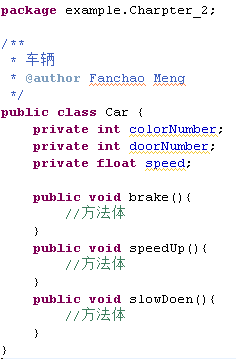 package example.Charpter_2;
/**
 * 车辆
 * @author Fanchao Meng
 */
public class Car {
    private int colorNumber;
    private int doorNumber;
    private float speed;
    public void brake(){
        //方法体
    }
    public void speedUp(){
        //方法体
    }
    public void slowDoen(){
        //方法体
    }
}